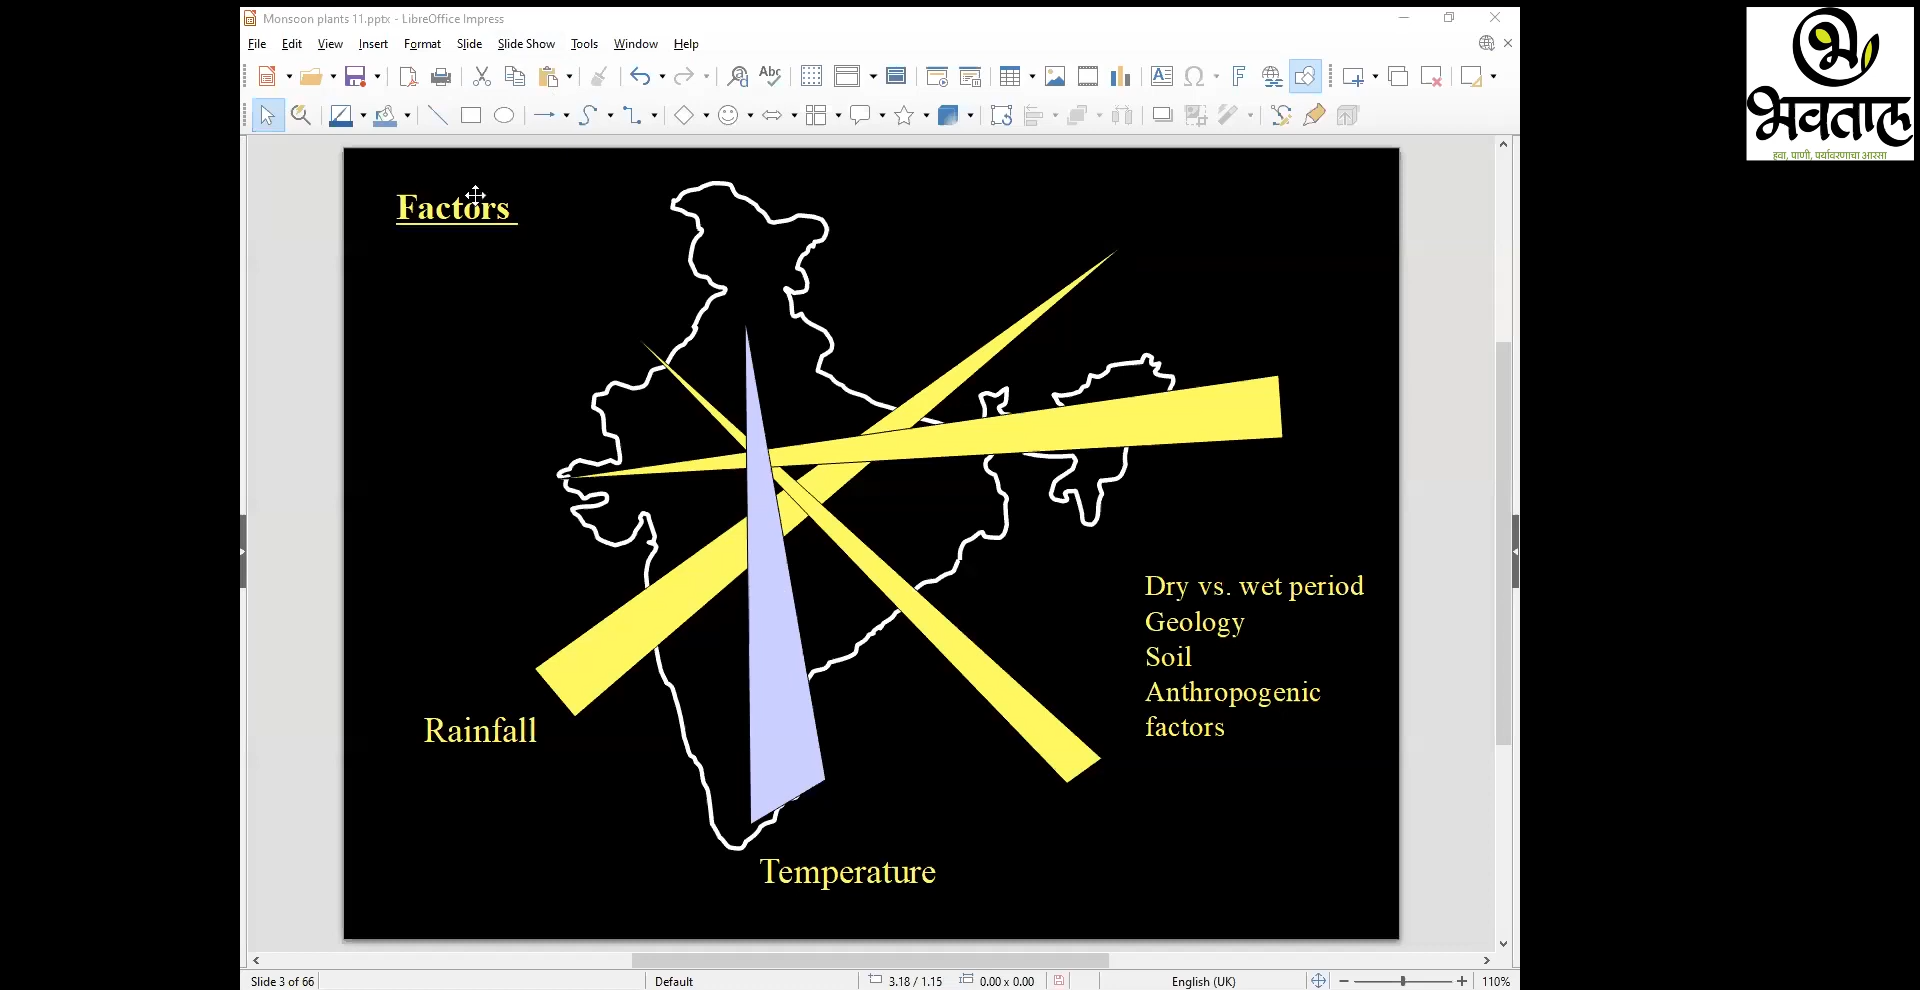 Monsoon plants 11.pptx - LibreOffice Impress
File Edit View Insert Format Slide Slide Show Tools Window Help
Abc
भवताल
हवा, पाणी, पर्यावरणाचा आरसा
Factors
Dry vs. wet period
Geology
Soil
Anthropogenic
factors
Rainfall
Temperature
Slide 3 of 66 Default 3.18 / 1.15 0.00 x 0.00 English (UK) 110%